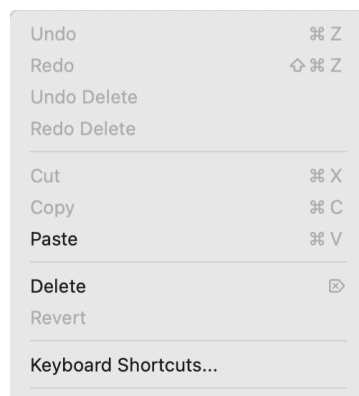 Undo ⌘ Z
Redo ⇧ ⌘ Z
Undo Delete
Redo Delete
Cut ⌘ X
Copy ⌘ C
Paste ⌘ V
Delete ⌦
Revert
Keyboard Shortcuts...